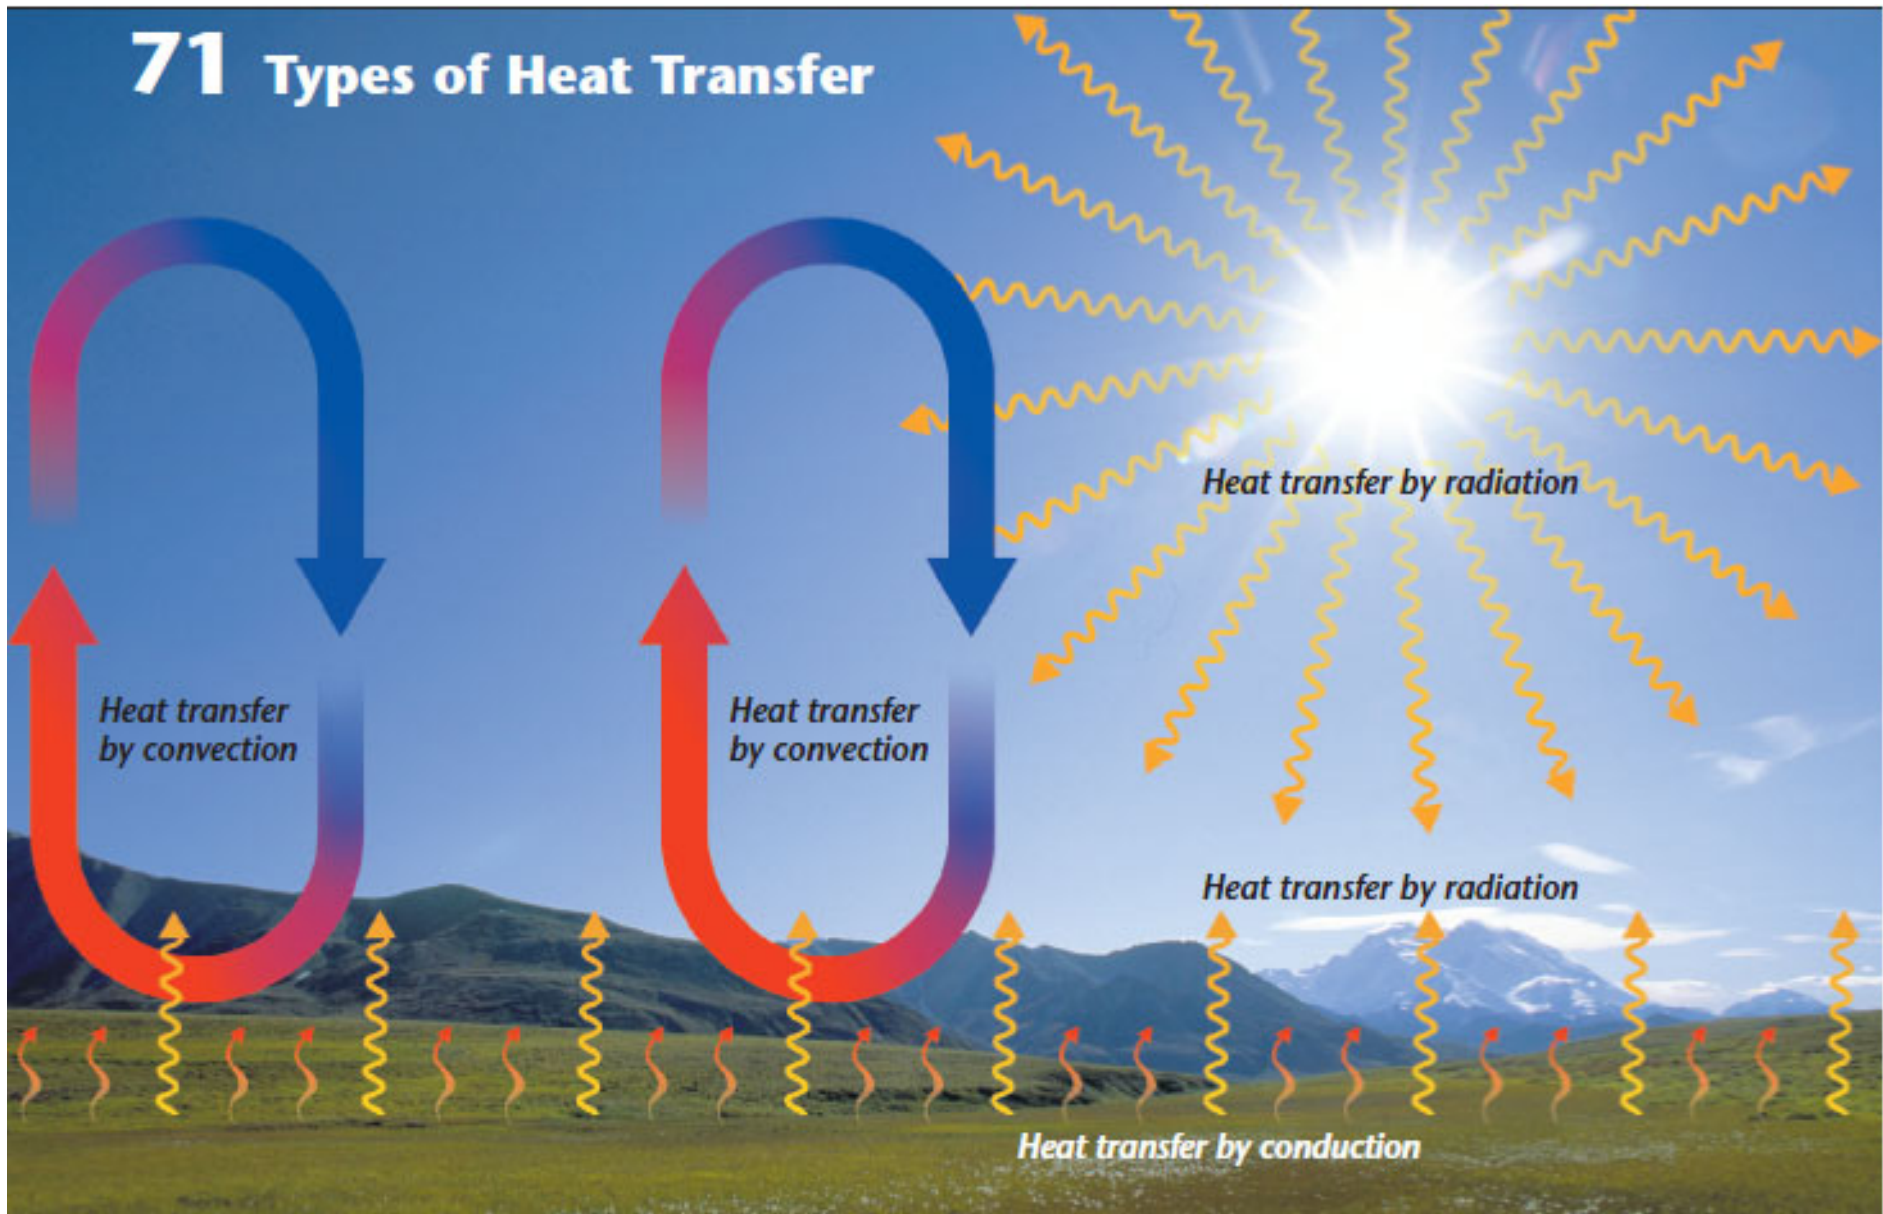 71 Types of Heat Transfer
Heat transfer by radiation
Heat transfer
by convection
Heat transfer
by convection
Heat transfer by radiation
Heat transfer by conduction